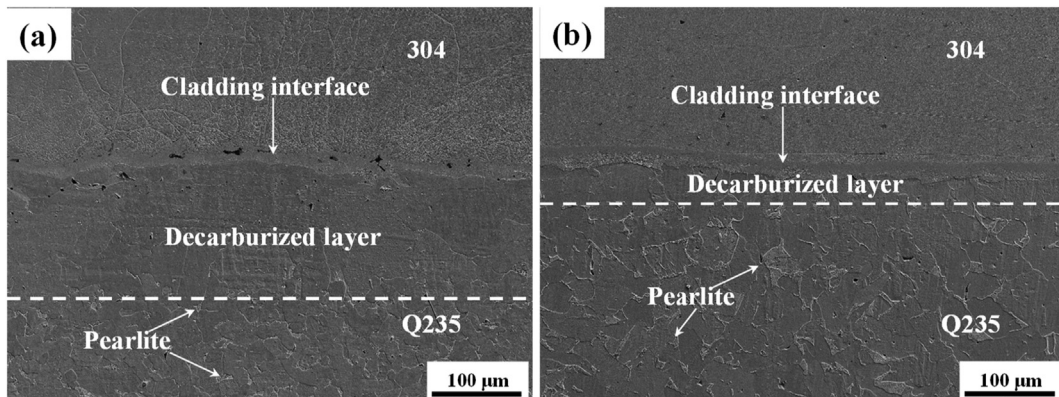 (a)
304
Cladding interface
Decarburized layer
Pearlite
Q235
100 μm
(b)
304
Cladding interface
Decarburized layer
Pearlite
Q235
100 μm